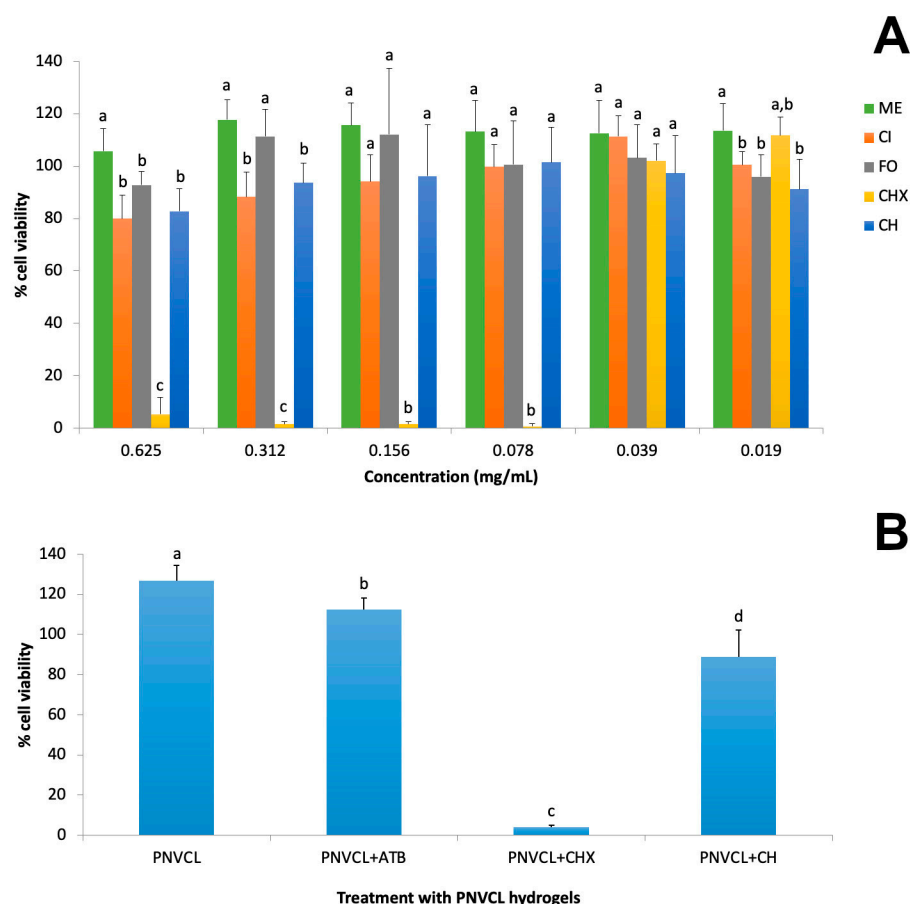 A
140
120
100
80
60
40
20
0
% cell viability
a
b
b
c
b
a
b
a
c
b
a
a
a
b
a
a
a
a
b
a
a
a
a
a
a
a
b
b
a,b
b
0.625
0.312
0.156
0.078
0.039
0.019
Concentration (mg/mL)
ME
CI
FO
CHX
CH
B
140
120
100
80
60
40
20
0
% cell viability
a
b
c
d
PNVCL
PNVCL+ATB
PNVCL+CHX
PNVCL+CH
Treatment with PNVCL hydrogels